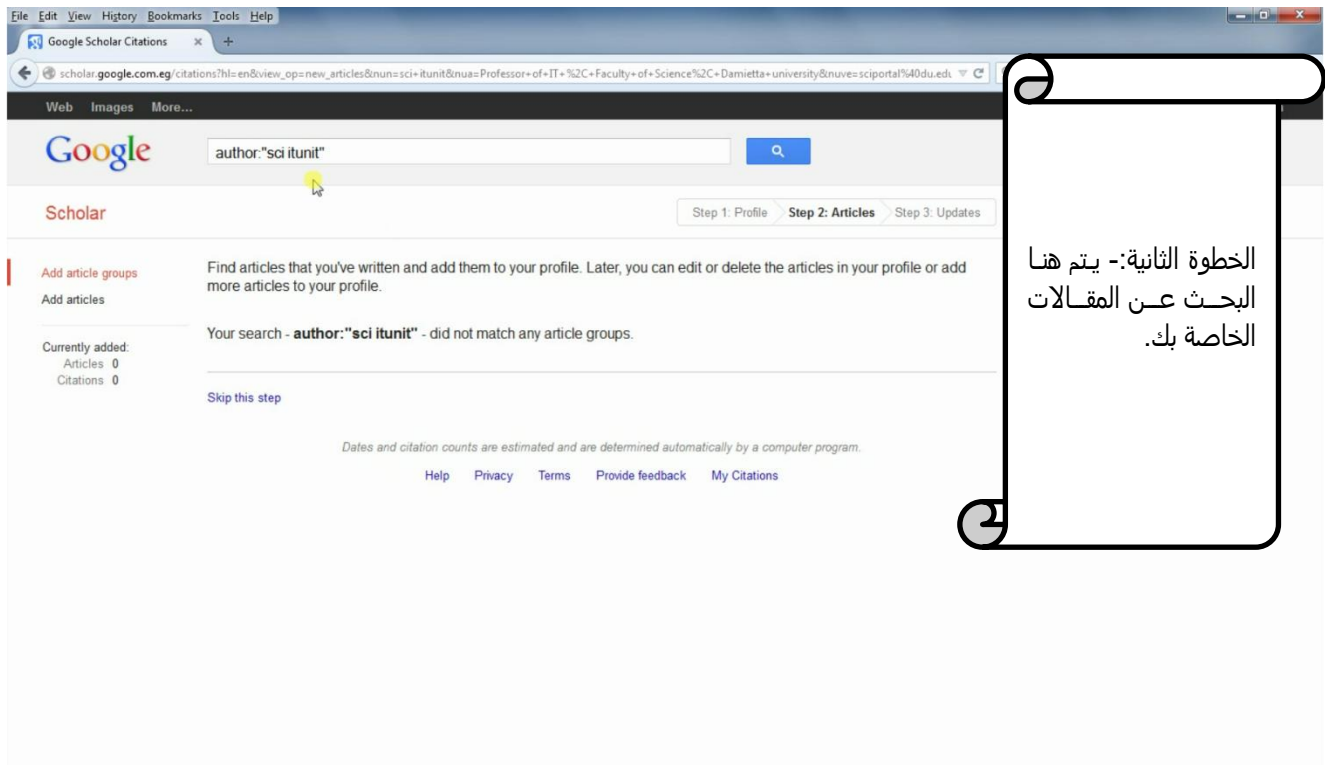 File Edit View History Bookmarks Tools Help
Google Scholar Citations × +
scholar.google.com.eg/citations?hl=en&view_op=new_articles&nun=sci+itunit&nua=Professor+of+IT+%2C+Faculty+of+Science%2C+Damietta+university&nuve=sciportal%40du.edu
Web Images More...
Google
author:"sci itunit"
Scholar
Step 1: Profile Step 2: Articles Step 3: Updates
Add article groups
Add articles
Currently added:
Articles 0
Citations 0
Find articles that you've written and add them to your profile. Later, you can edit or delete the articles in your profile or add
more articles to your profile.
Your search - author:"sci itunit" - did not match any article groups.
Skip this step
Dates and citation counts are estimated and are determined automatically by a computer program.
Help Privacy Terms Provide feedback My Citations
الخطوة الثانية:- يتم هنا
البحث عن المقالات
الخاصة بك.